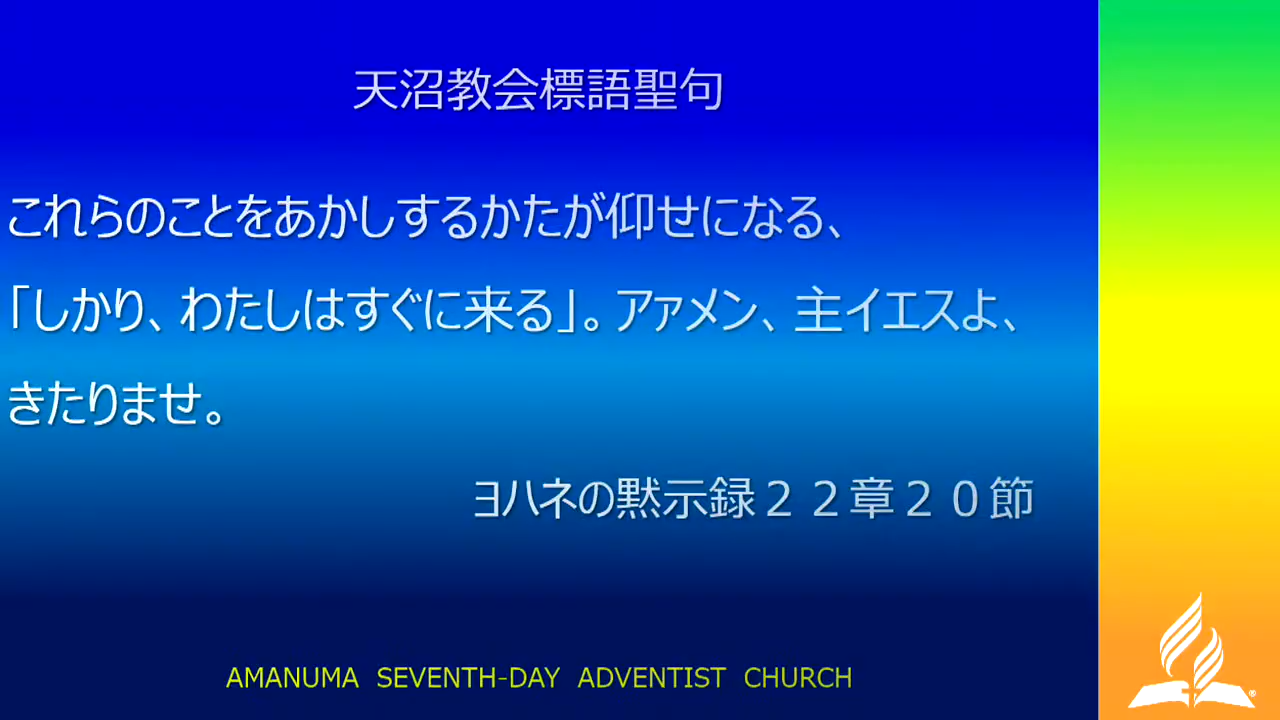 天沼教会標語聖句
これらのことをあかしするかたが仰せになる、
「しかり、わたしはすぐに来る」。アァメン、主イエスよ、
きたりませ。
ヨハネの黙示録２２章２０節
AMANUMA SEVENTH-DAY ADVENTIST CHURCH
®